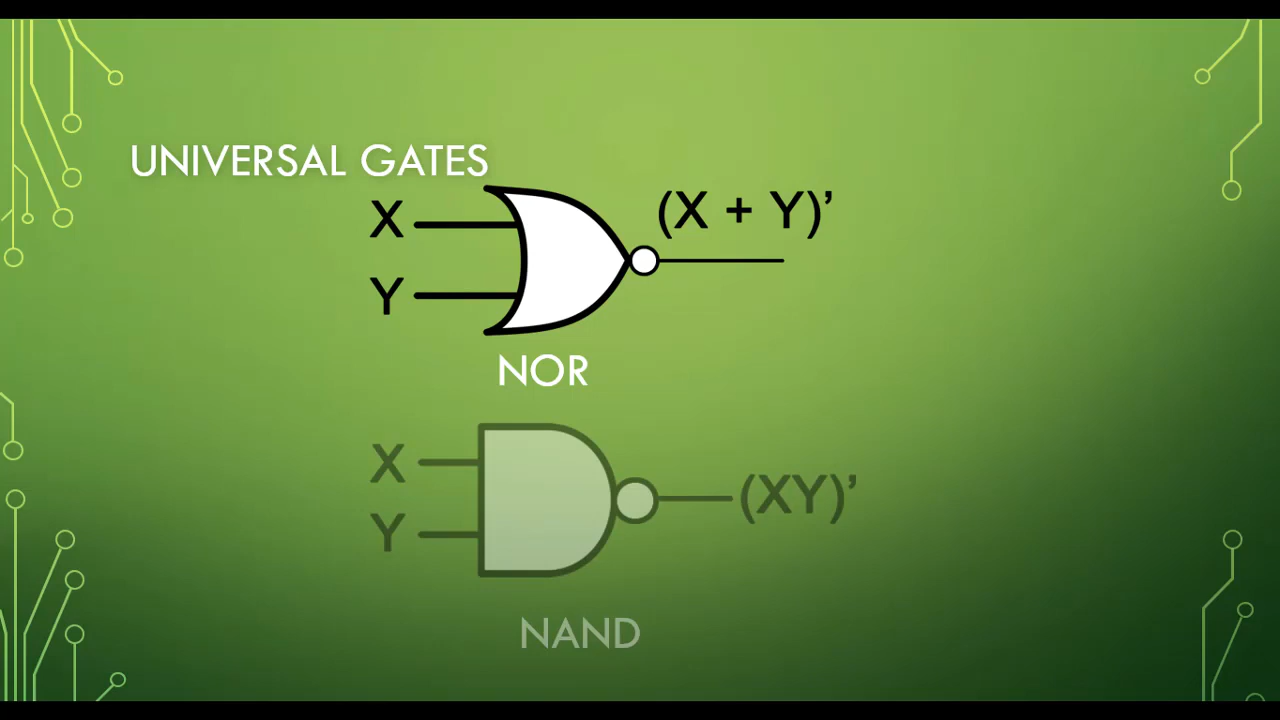 UNIVERSAL GATES
X
(X + Y)’
Y
NOR
X
(XY)’
Y
NAND